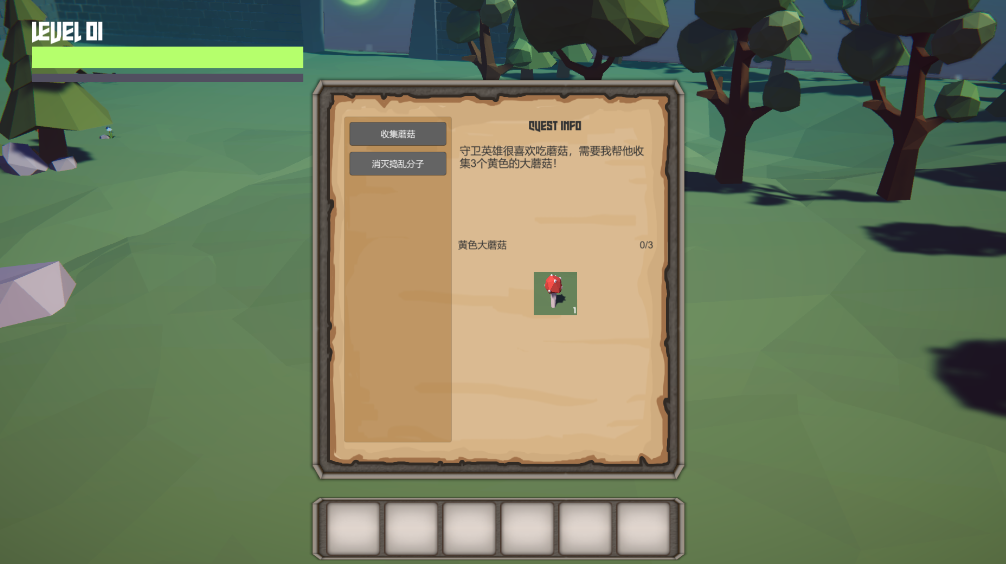 LEVEL 01
QUEST INFO
收集蘑菇
消灭捣乱分子
守卫英雄很喜欢吃蘑菇，需要我帮他收
集3个黄色的大蘑菇！
黄色大蘑菇 0/3
1